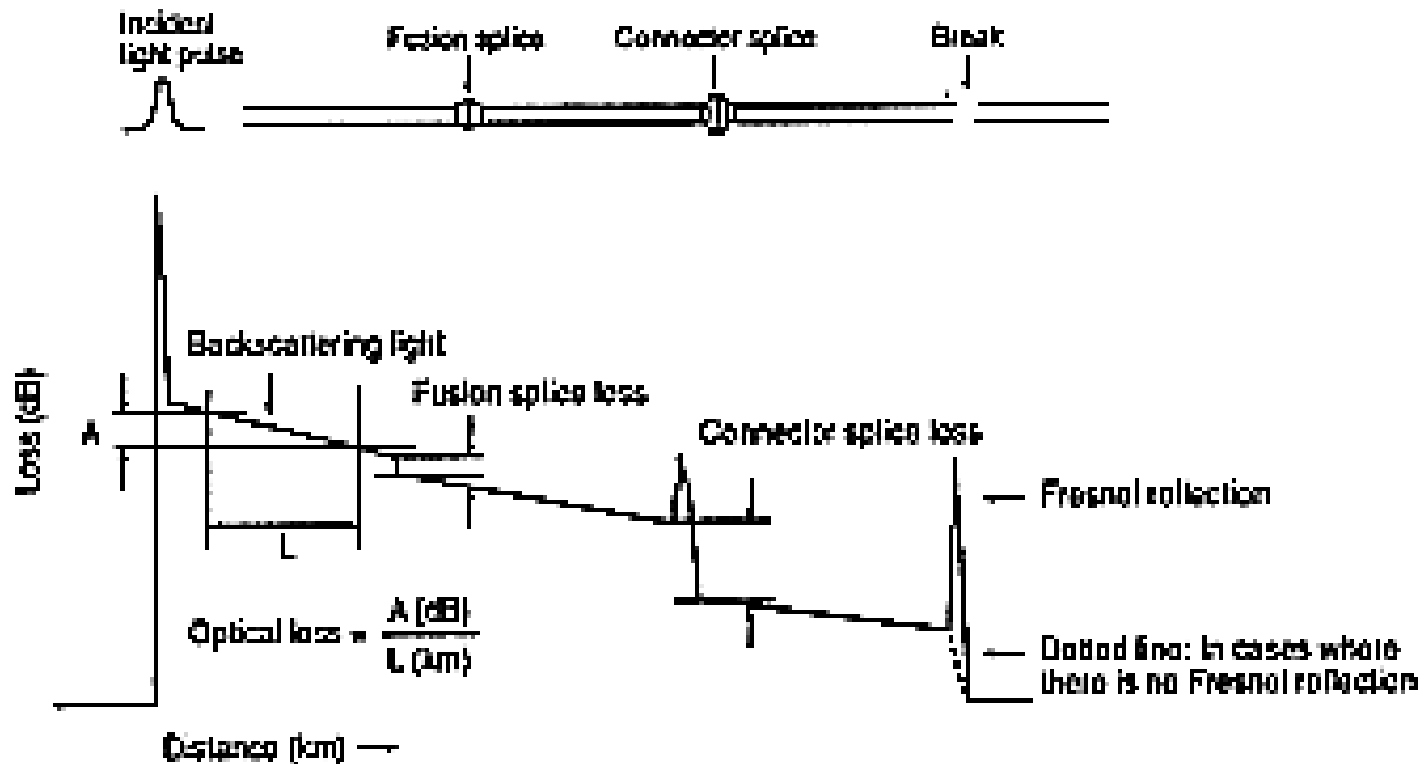 Incident
light pulse
Fusion splice
Connector splice
Break
Backscattering light
Fusion splice loss
Connector splice loss
Loss (dB)
A
L
Fresnel reflection
Optical loss = A (dB)
L (km)
Dotted line: In cases where
there is no Fresnel reflection
Distance (km)